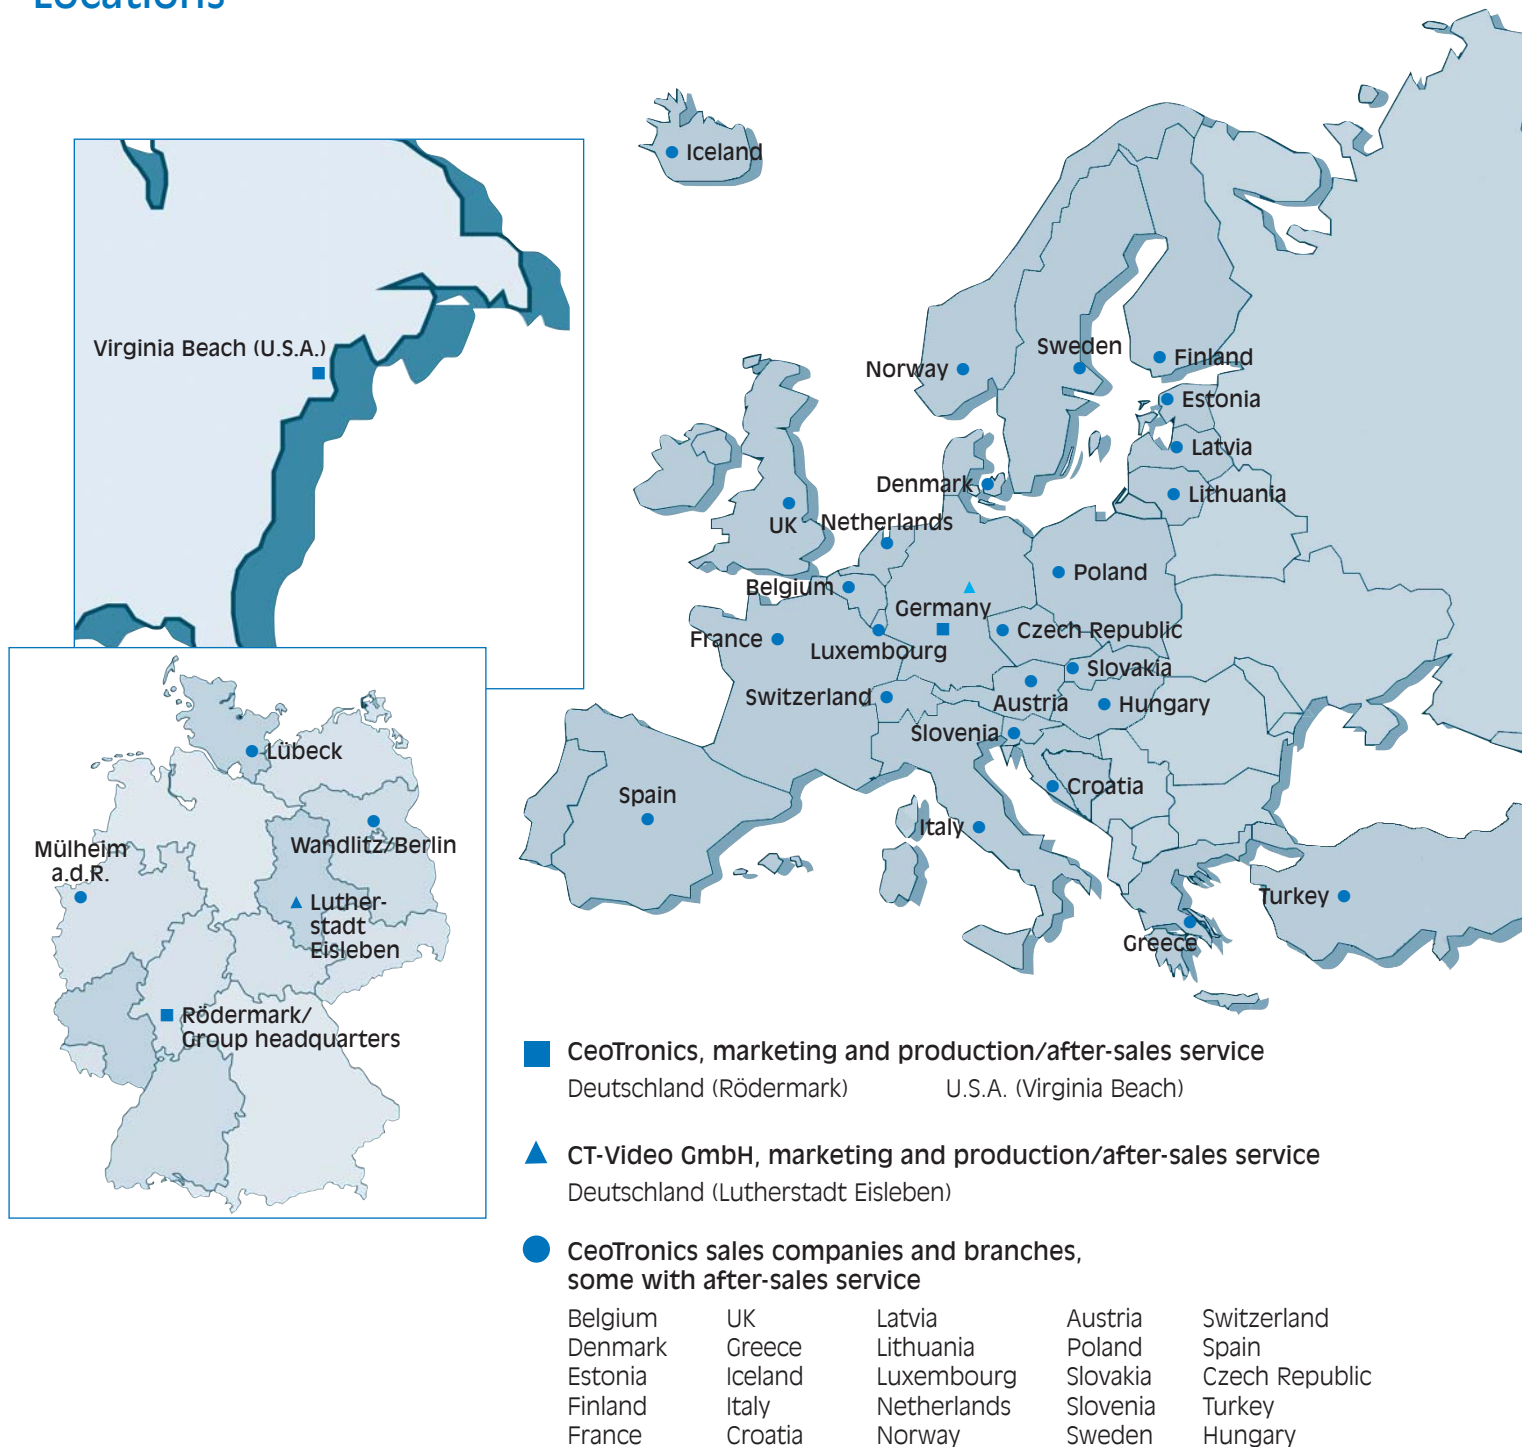 Locations
Iceland
Virginia Beach (U.S.A.)
Norway
Sweden
Finland
Estonia
Latvia
Lithuania
Denmark
UK
Netherlands
Belgium
Germany
Poland
France
Luxembourg
Czech Republic
Slovakia
Switzerland
Austria
Hungary
Slovenia
Croatia
Spain
Italy
Turkey
Greece
Lübeck
Wandlitz/Berlin
Mülheim
a.d.R.
Luther-
stadt
Eisleben
Rödermark/
Group headquarters
CeoTronics, marketing and production/after-sales service
Deutschland (Rödermark) U.S.A. (Virginia Beach)
CT-Video GmbH, marketing and production/after-sales service
Deutschland (Lutherstadt Eisleben)
CeoTronics sales companies and branches,
some with after-sales service
Belgium UK Latvia Austria Switzerland
Denmark Greece Lithuania Poland Spain
Estonia Iceland Luxembourg Slovakia Czech Republic
Finland Italy Netherlands Slovenia Turkey
France Croatia Norway Sweden Hungary